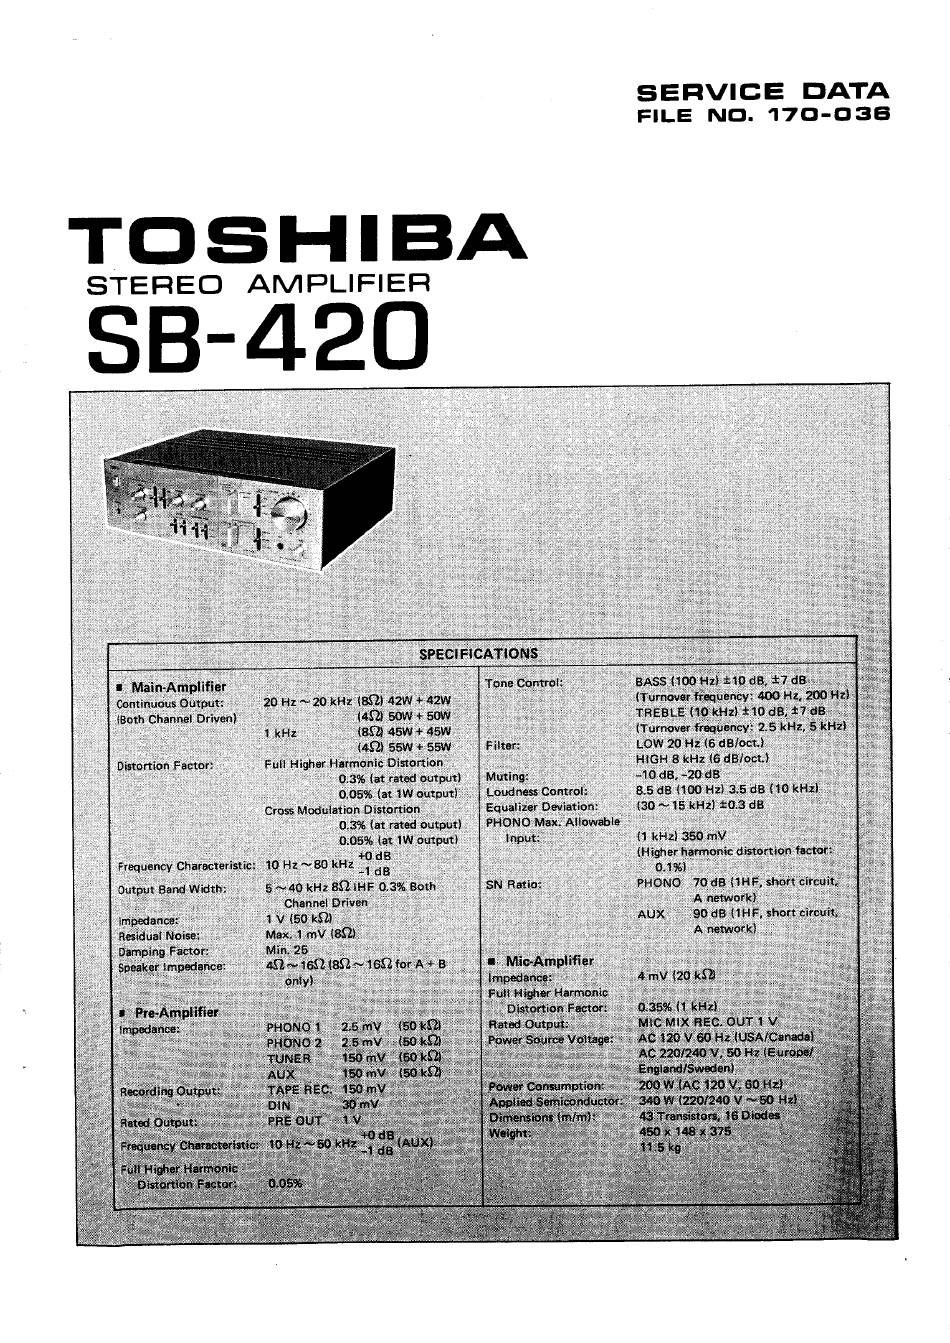 SERVICE DATA
FILE NO. 170-036
TOSHIBA
STEREO AMPLIFIER
SB-420
SPECIFICATIONS
■ Main-Amplifier
Continuous Output: 20 Hz ~ 20 kHz (8Ω) 42W + 42W
(Both Channel Driven) (4Ω) 50W + 50W
1 kHz (8Ω) 45W + 45W
(4Ω) 55W + 55W
Distortion Factor: Full Higher Harmonic Distortion
0.3% (at rated output)
0.05% (at 1W output)
Cross Modulation Distortion
0.3% (at rated output)
0.05% (at 1W output)
Frequency Characteristic: 10 Hz ~80 kHz +0 dB
-1 dB
Output Band Width: 5 ~ 40 kHz 8Ω IHF 0.3% Both
Channel Driven
Impedance: 1 V (50 kΩ)
Residual Noise: Max. 1 mV (8Ω)
Damping Factor: Min. 25
Speaker Impedance: 4Ω ~ 16Ω (8Ω ~ 16Ω for A + B
only)
■ Pre-Amplifier
Impedance: PHONO 1 2.5 mV (50 kΩ)
PHONO 2 2.5 mV (50 kΩ)
TUNER 150 mV (50 kΩ)
AUX 150 mV (50 kΩ)
Recording Output: TAPE REC. 150 mV
DIN 30 mV
Rated Output: PRE OUT 1 V
Frequency Characteristic: 10 Hz ~ 50 kHz +0 dB
-1 dB (AUX)
Full Higher Harmonic
Distortion Factor: 0.05%
Tone Control: BASS (100 Hz) ±10 dB, ±7 dB
(Turnover frequency: 400 Hz, 200 Hz)
TREBLE (10 kHz) ±10 dB, ±7 dB
(Turnover frequency: 2.5 kHz, 5 kHz)
Filter: LOW 20 Hz (6 dB/oct.)
HIGH 8 kHz (6 dB/oct.)
Muting: -10 dB, -20 dB
Loudness Control: 8.5 dB (100 Hz) 3.5 dB (10 kHz)
Equalizer Deviation: (30 ~ 15 kHz) ±0.3 dB
PHONO Max. Allowable
Input: (1 kHz) 350 mV
(Higher harmonic distortion factor:
0.1%)
SN Ratio: PHONO 70 dB (1HF, short circuit,
A network)
AUX 90 dB (1HF, short circuit,
A network)
■ Mic-Amplifier
Impedance: 4 mV (20 kΩ)
Full Higher Harmonic
Distortion Factor: 0.35% (1 kHz)
Rated Output: MIC MIX REC. OUT 1 V
Power Source Voltage: AC 120 V 60 Hz (USA/Canada)
AC 220/240 V, 50 Hz (Europe/
England/Sweden)
Power Consumption: 200 W (AC 120 V, 60 Hz)
Applied Semiconductor: 340 W (220/240 V ~ 50 Hz)
Dimensions (m/m): 43 Transistors, 16 Diodes
Weight: 450 x 148 x 375
11.5 kg